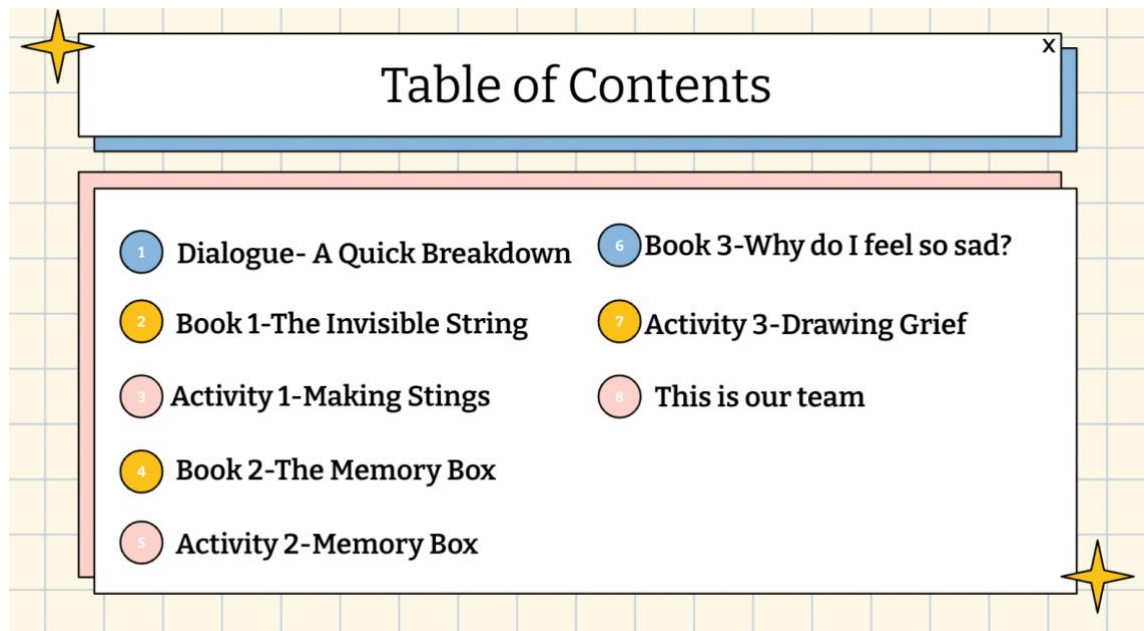 Table of Contents
x
1 Dialogue- A Quick Breakdown
2 Book 1-The Invisible String
3 Activity 1-Making Stings
4 Book 2-The Memory Box
5 Activity 2-Memory Box
6 Book 3-Why do I feel so sad?
7 Activity 3-Drawing Grief
8 This is our team